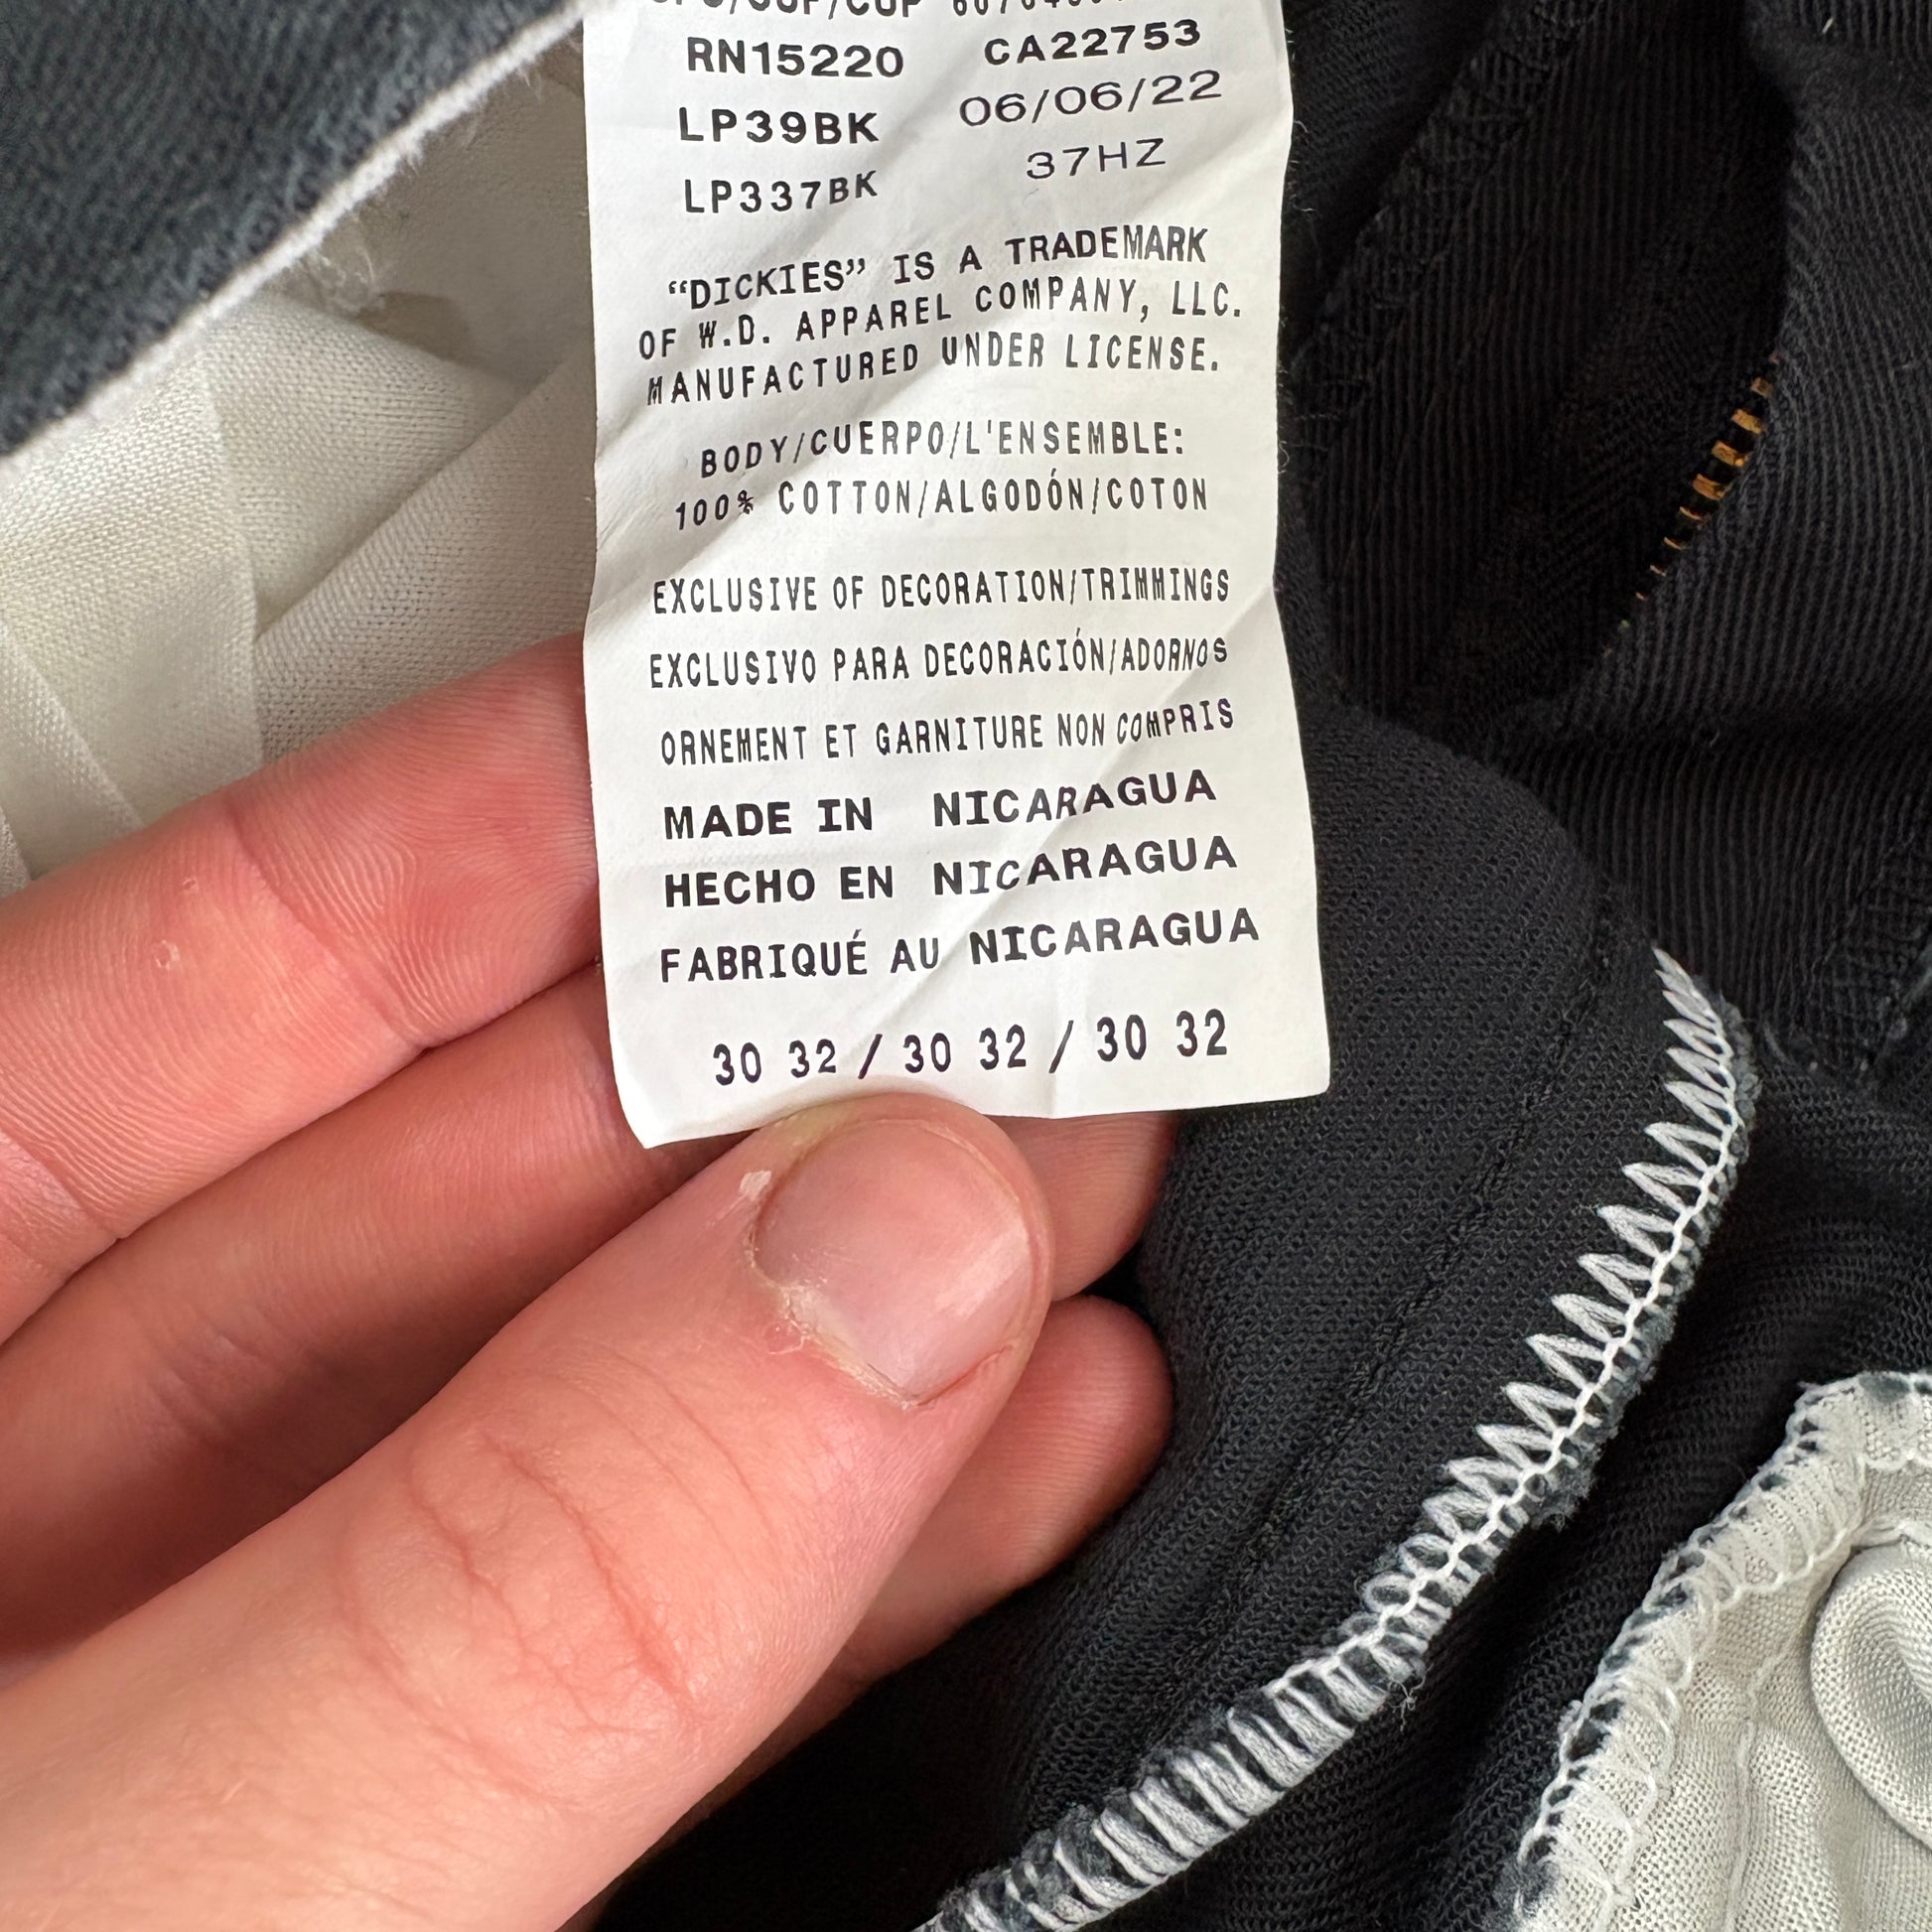 RN15220 CA22753
LP39BK 06/06/22
LP337BK 37HZ
“DICKIES” IS A TRADEMARK
OF W.D. APPAREL COMPANY, LLC.
MANUFACTURED UNDER LICENSE.
BODY/CUERPO/L'ENSEMBLE:
100% COTTON/ALGODÓN/COTON
EXCLUSIVE OF DECORATION/TRIMMINGS
EXCLUSIVO PARA DECORACIÓN/ADORNOS
ORNEMENT ET GARNITURE NON COMPRIS
MADE IN NICARAGUA
HECHO EN NICARAGUA
FABRIQUÉ AU NICARAGUA
30 32 / 30 32 / 30 32